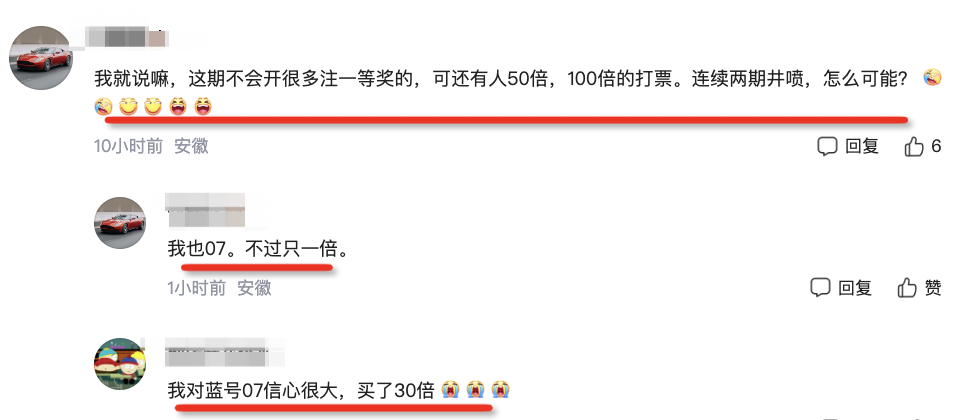 我就说嘛，这期不会开很多注一等奖的，可还有人50倍，100倍的打票。连续两期井喷，怎么可能？
10小时前 安徽
回复 6
我也07。不过只一倍。
1小时前 安徽
回复 赞
我对蓝号07信心很大，买了30倍